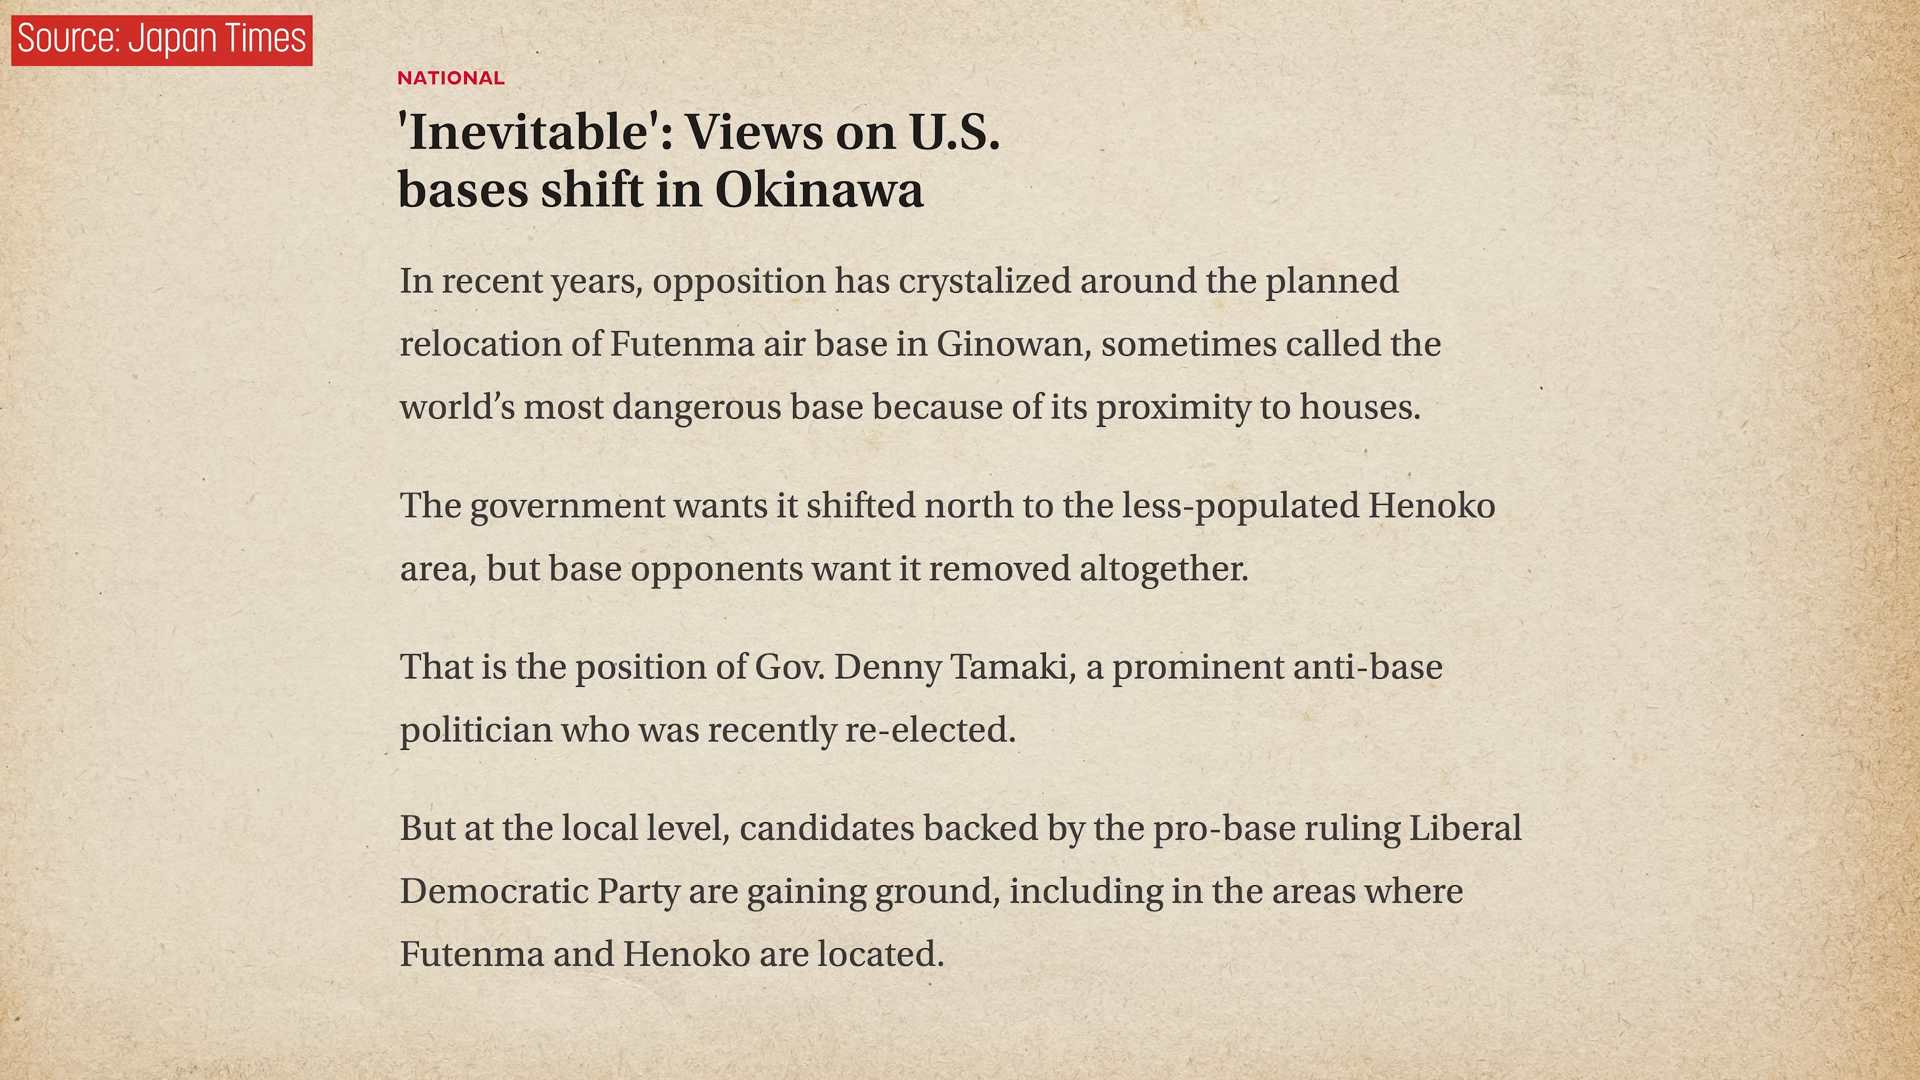 Source: Japan Times
NATIONAL
'Inevitable': Views on U.S.
bases shift in Okinawa
In recent years, opposition has crystalized around the planned
relocation of Futenma air base in Ginowan, sometimes called the
world’s most dangerous base because of its proximity to houses.
The government wants it shifted north to the less-populated Henoko
area, but base opponents want it removed altogether.
That is the position of Gov. Denny Tamaki, a prominent anti-base
politician who was recently re-elected.
But at the local level, candidates backed by the pro-base ruling Liberal
Democratic Party are gaining ground, including in the areas where
Futenma and Henoko are located.